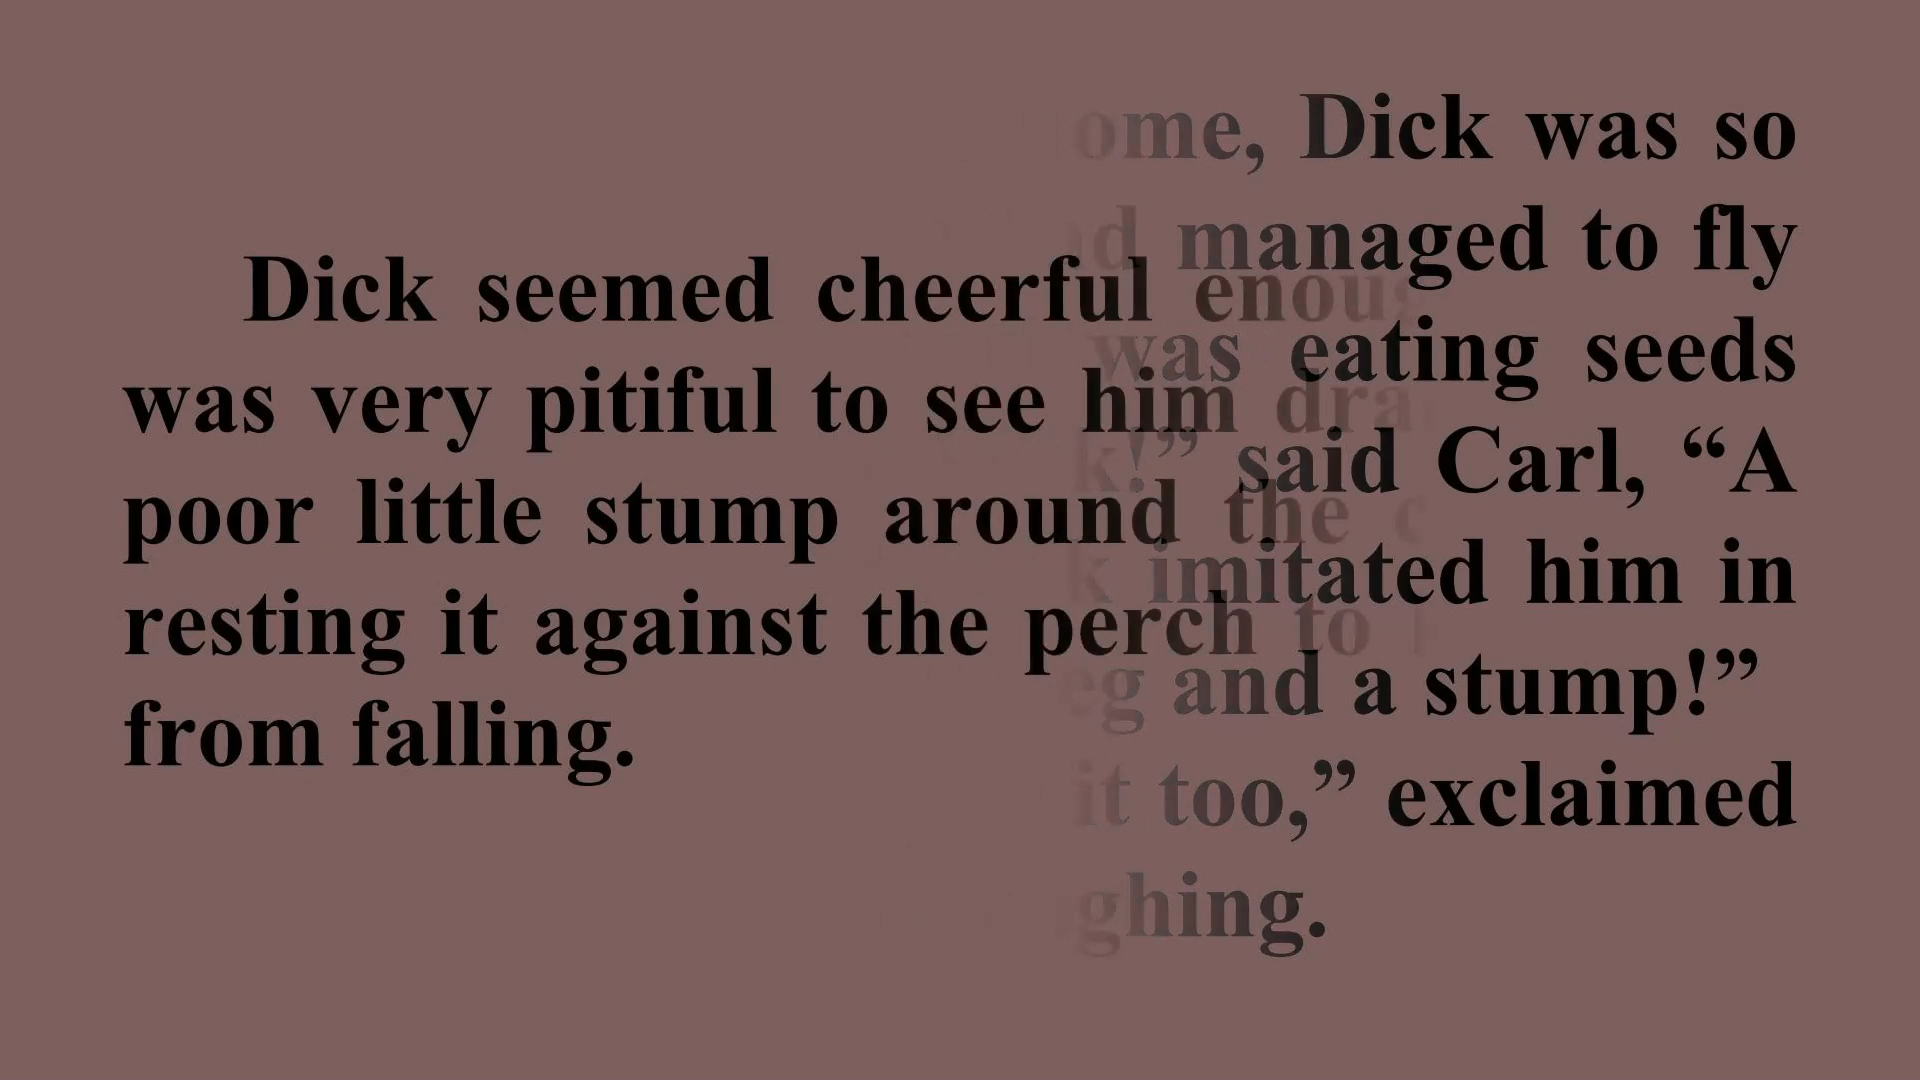 Dick seemed cheerful
was very pitiful to see him
poor little stump around the
resting it against the perch to
from falling.
Dick was so
managed to fly
was eating seeds
said Carl, “A
imitated him in
and a stump!”
it too,” exclaimed